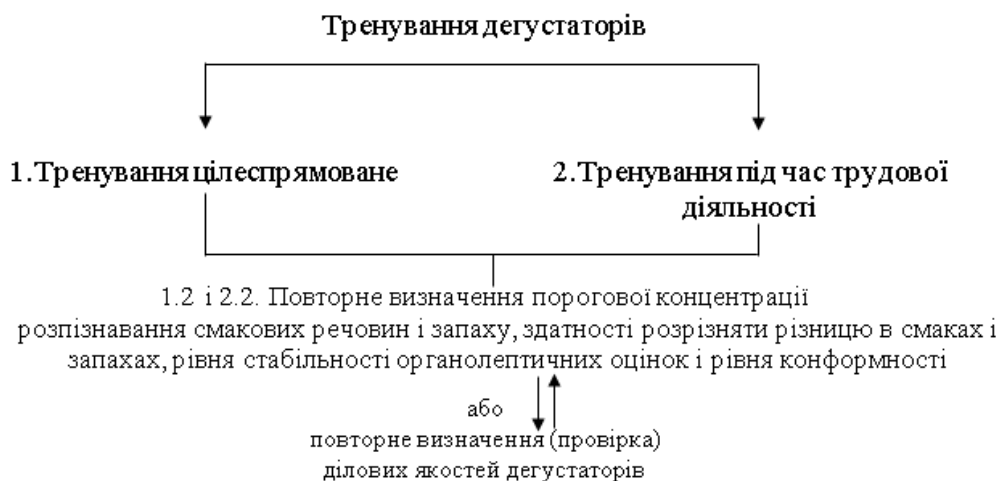 Тренування дегустаторів
1.Тренування цілеспрямоване
2.Тренування під час трудової
діяльності
1.2 і 2.2. Повторне визначення порогової концентрації
розпізнавання смакових речовин і запаху, здатності розрізняти різницю в смаках і
запахах, рівня стабільності органолептичних оцінок і рівня конформності
або
повторне визначення (провірка)
ділових якостей дегустаторів